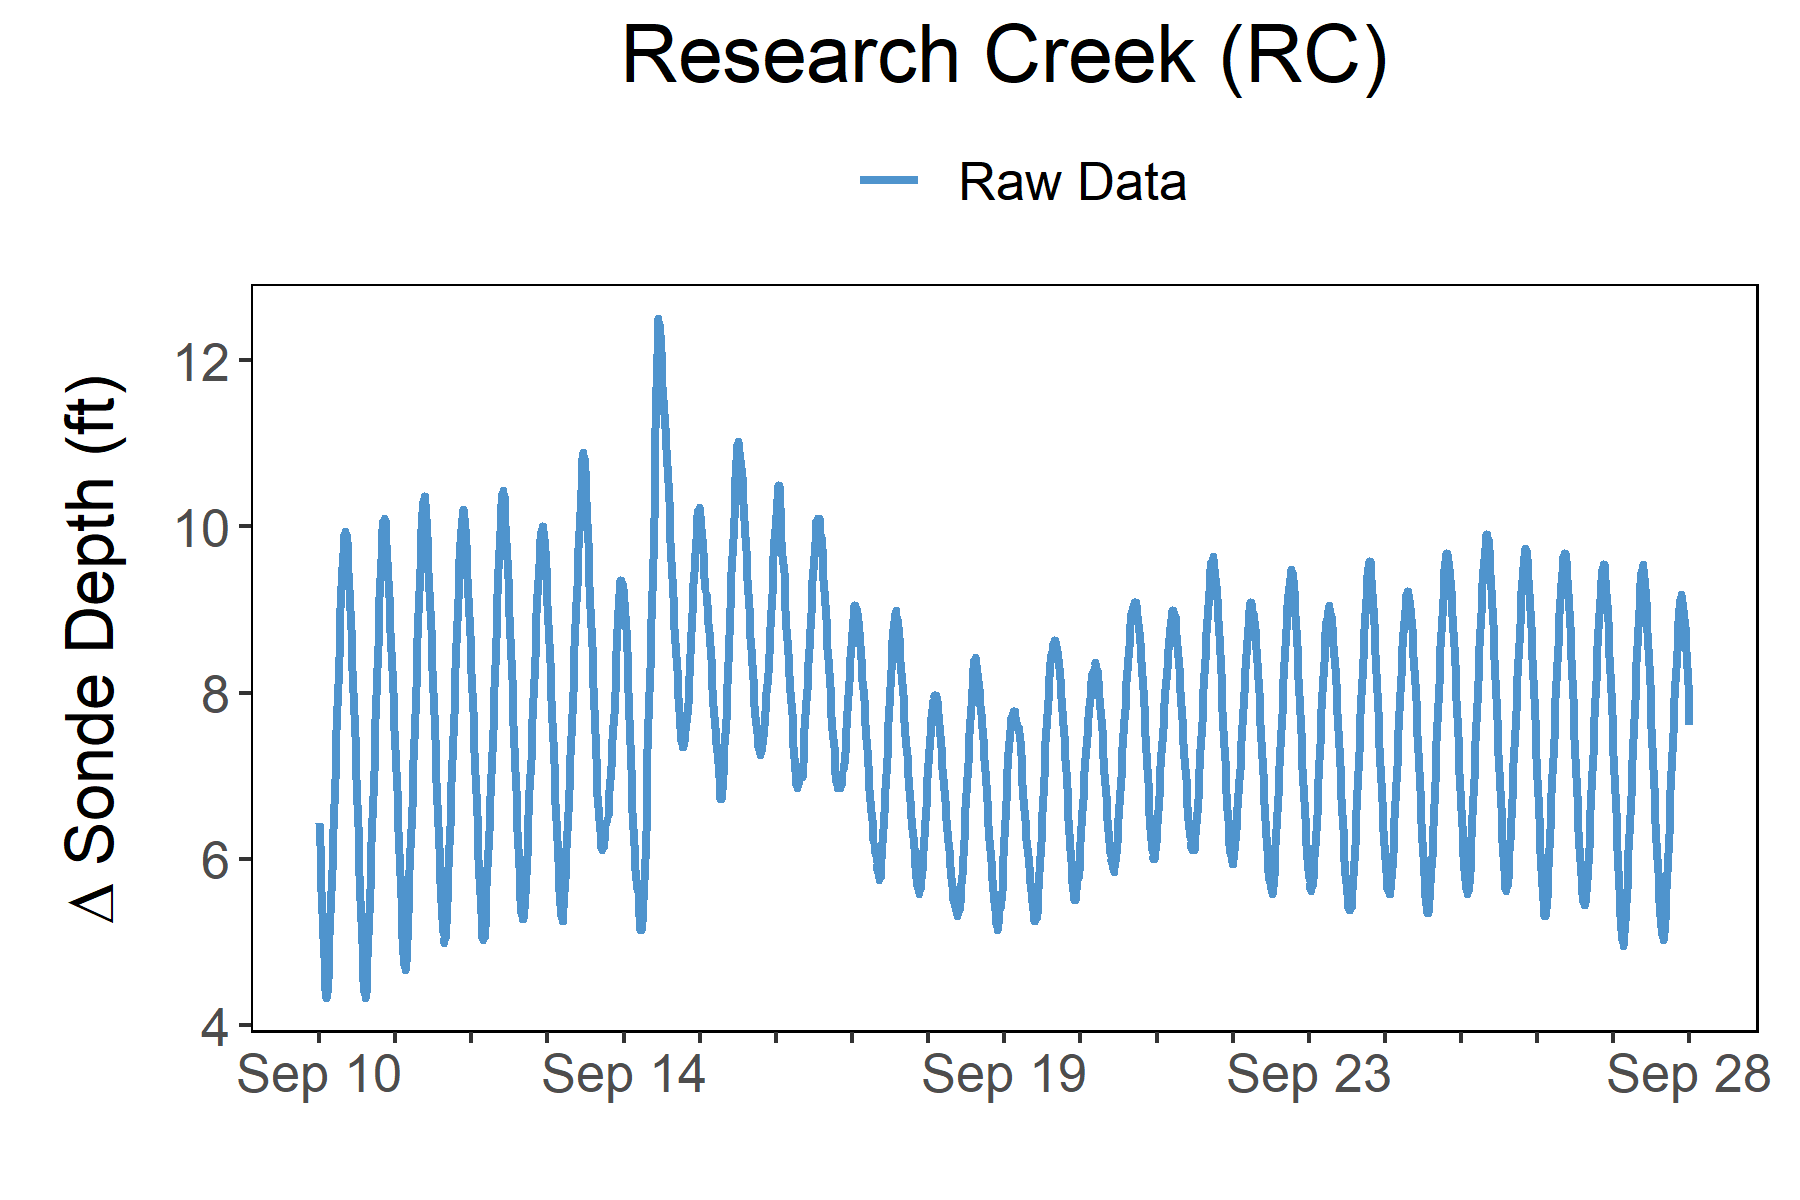 Research Creek (RC)
Raw Data
Δ Sonde Depth (ft)
12
10
8
6
4
Sep 10 Sep 14 Sep 19 Sep 23 Sep 28